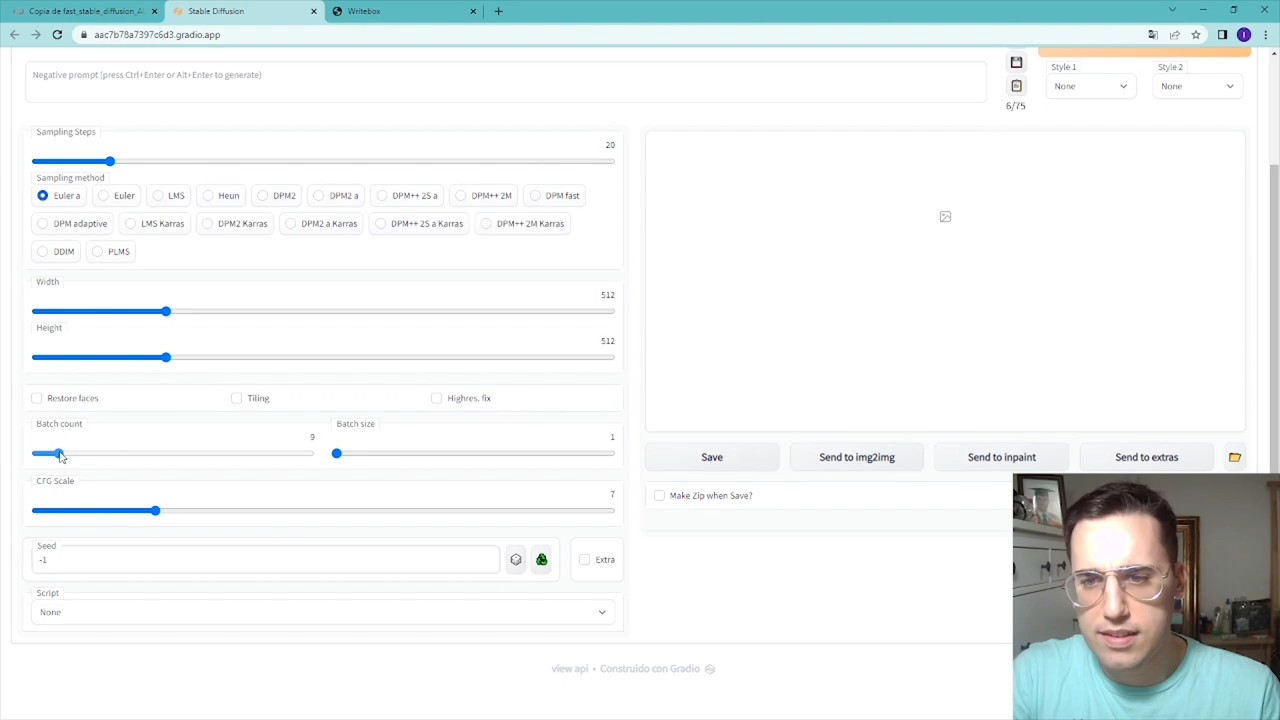 Copia de fast_stable_diffusion_AU
Stable Diffusion
Writebox
aac7b78a7397c6d3.gradio.app
Negative prompt (press Ctrl+Enter or Alt+Enter to generate)
Style 1
Style 2
None
None
6/75
Sampling Steps
20
Sampling method
Euler a
Euler
LMS
Heun
DPM2
DPM2 a
DPM++ 2S a
DPM++ 2M
DPM fast
DPM adaptive
LMS Karras
DPM2 Karras
DPM2 a Karras
DPM++ 2S a Karras
DPM++ 2M Karras
DDIM
PLMS
Width
512
Height
512
Restore faces
Tiling
Highres. fix
Batch count
9
Batch size
1
CFG Scale
7
Seed
-1
Extra
Script
None
Save
Send to img2img
Send to inpaint
Send to extras
Make Zip when Save?
view api • Construido con Gradio